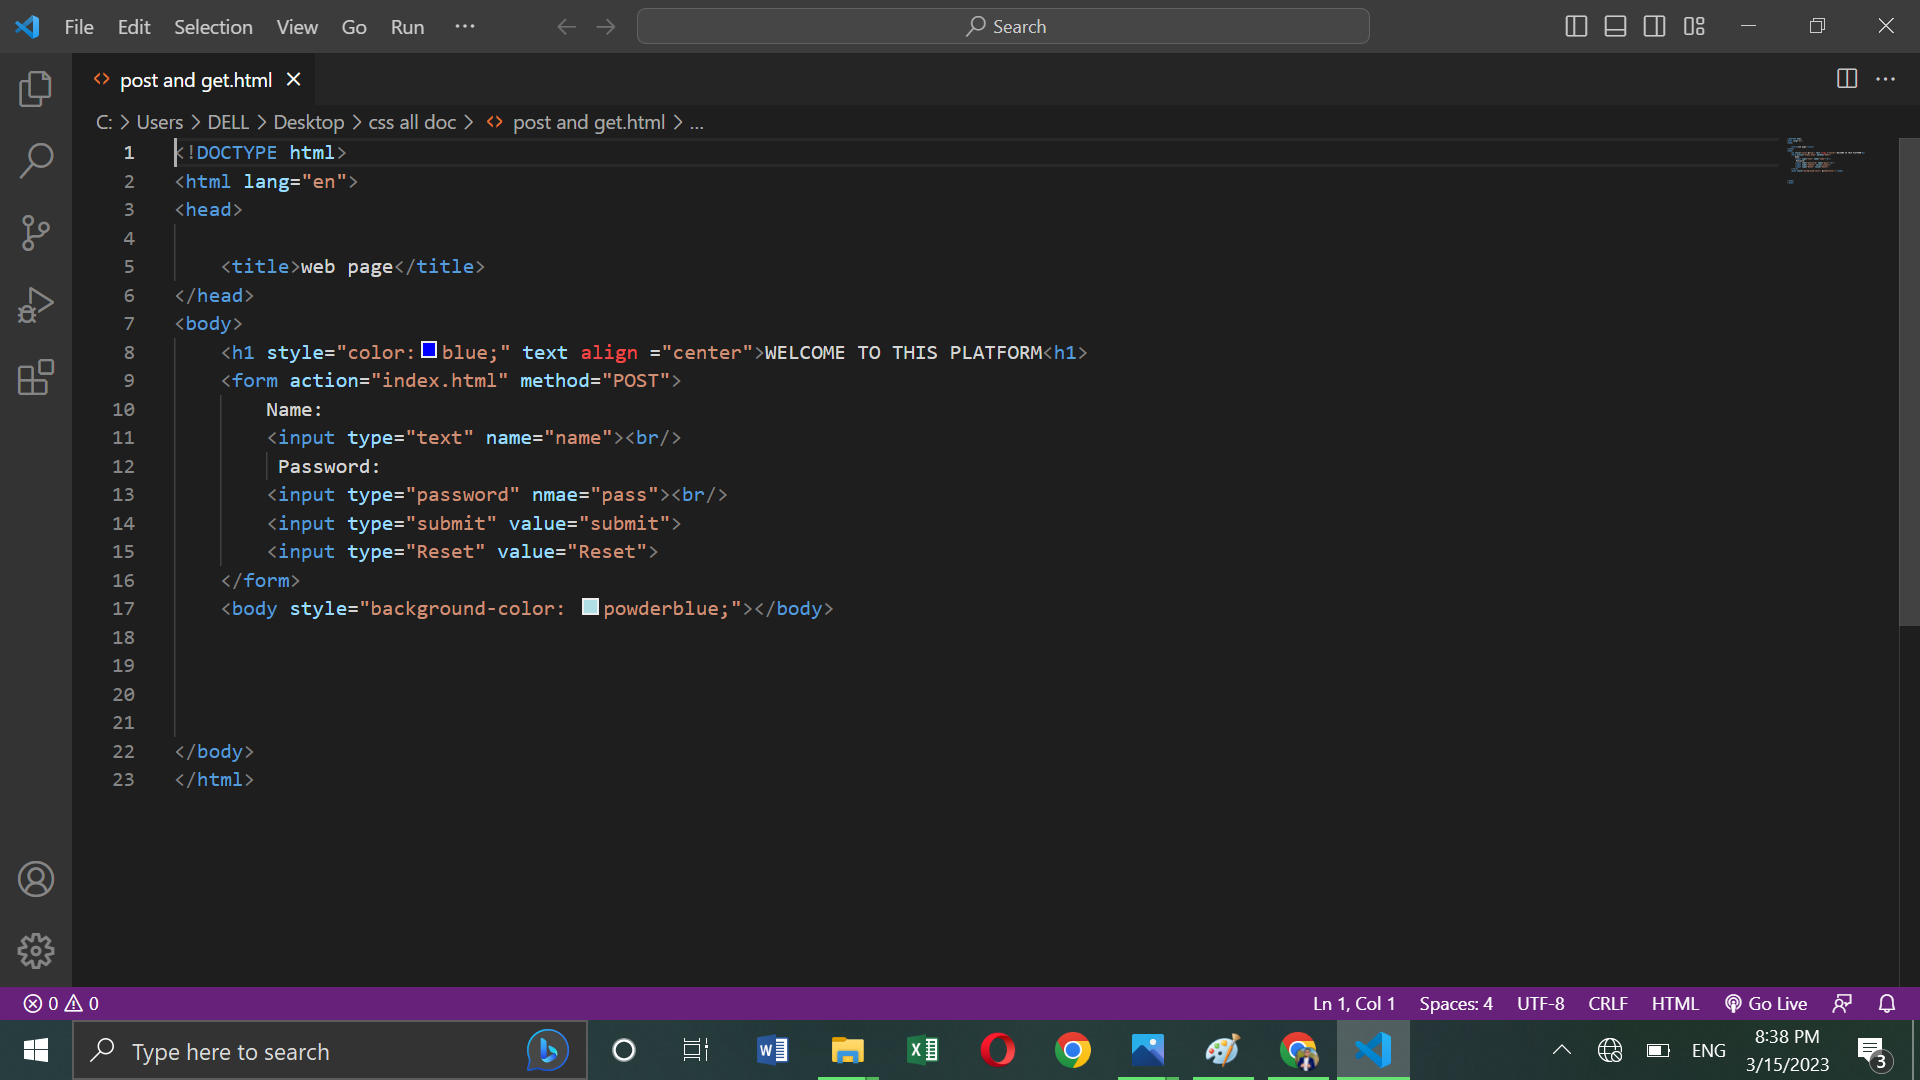 File Edit Selection View Go Run ··· Search
post and get.html
C: > Users > DELL > Desktop > css all doc > <> post and get.html > ...
1 <!DOCTYPE html>
2 <html lang="en">
3 <head>
4
5 <title>web page</title>
6 </head>
7 <body>
8 <h1 style="color:blue;" text align ="center">WELCOME TO THIS PLATFORM<h1>
9 <form action="index.html" method="POST">
10 Name:
11 <input type="text" name="name"><br/>
12 Password:
13 <input type="password" nmae="pass"><br/>
14 <input type="submit" value="submit">
15 <input type="Reset" value="Reset">
16 </form>
17 <body style="background-color: powderblue;"></body>
18
19
20
21
22 </body>
23 </html>
0 0 Ln 1, Col 1 Spaces: 4 UTF-8 CRLF HTML Go Live
Type here to search ENG 8:38 PM
3/15/2023 3